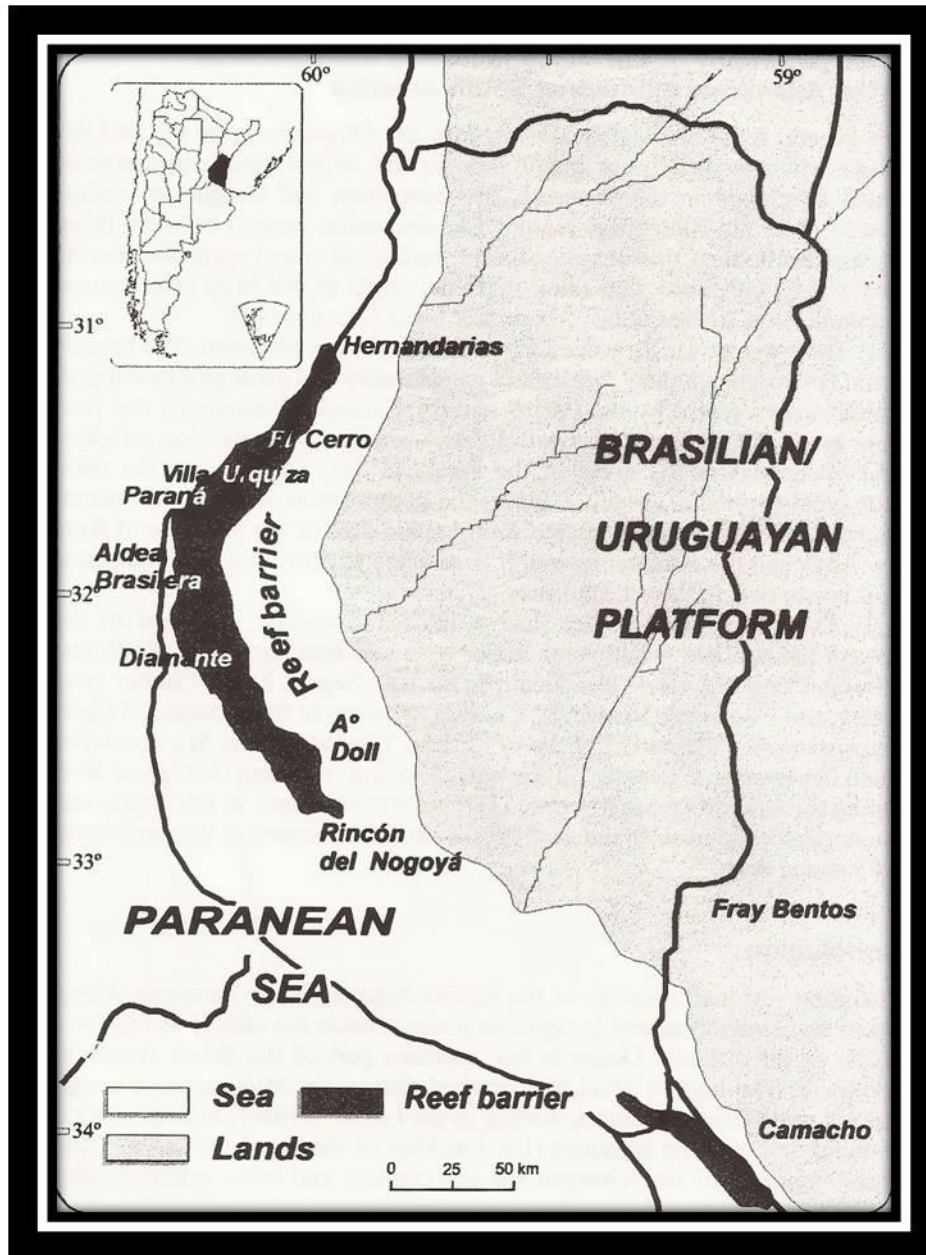 60°
59°
31°
Hernandarias
El Cerro
Villa Urquiza
Paraná
Reef barrier
BRASILIAN/
URUGUAYAN
PLATFORM
Aldea
Brasilera
32°
Diamante
A°
Doll
Rincón
del Nogoyá
33°
Fray Bentos
PARANEAN
SEA
Sea
Reef barrier
Lands
Camacho
34°
0 25 50 km